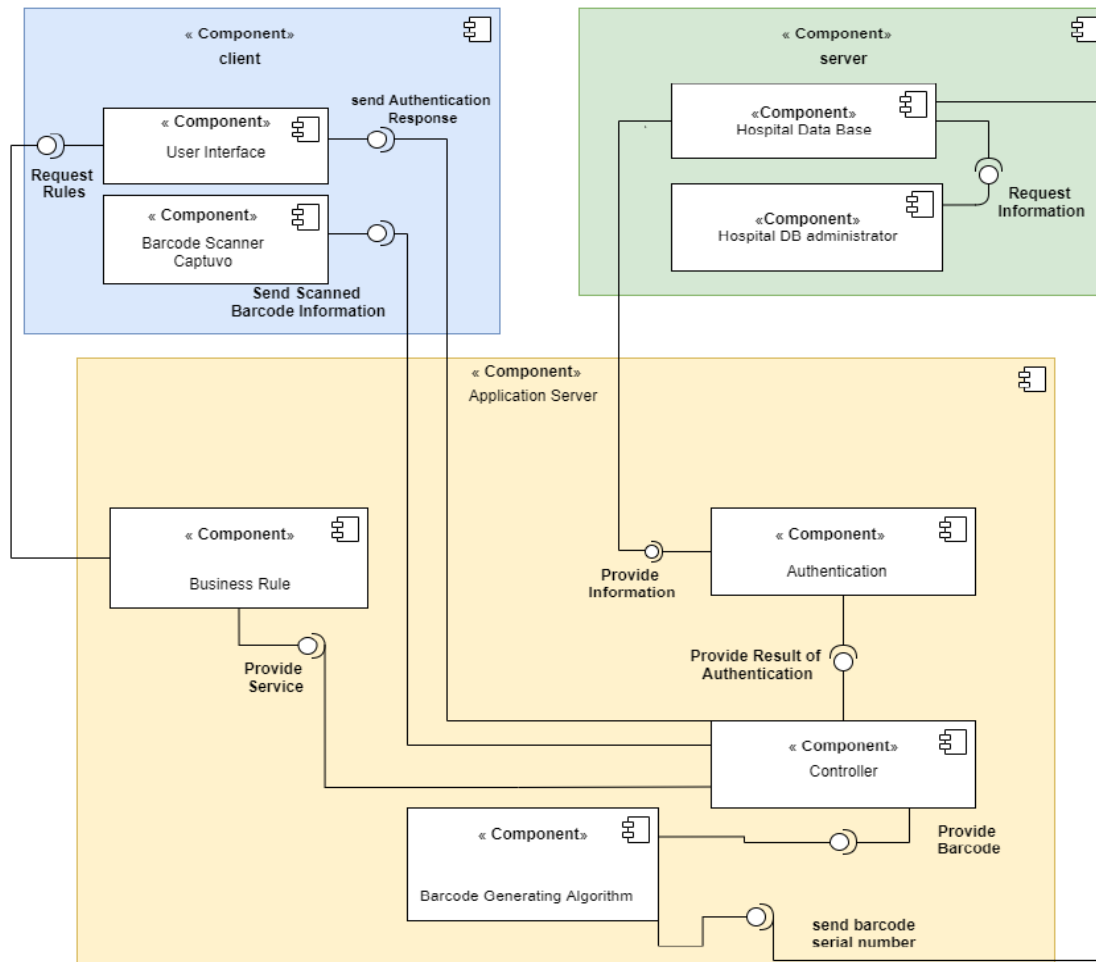 « Component»
client
« Component»
server
send Authentication
Response
« Component»
User Interface
«Component»
Hospital Data Base
Request
Rules
« Component»
Barcode Scanner
Captuvo
«Component»
Hospital DB administrator
Request
Information
Send Scanned
Barcode Information
« Component»
Application Server
« Component»
Business Rule
« Component»
Authentication
Provide
Information
Provide
Service
Provide Result of
Authentication
« Component»
Controller
« Component»
Barcode Generating Algorithm
Provide
Barcode
send barcode
serial number